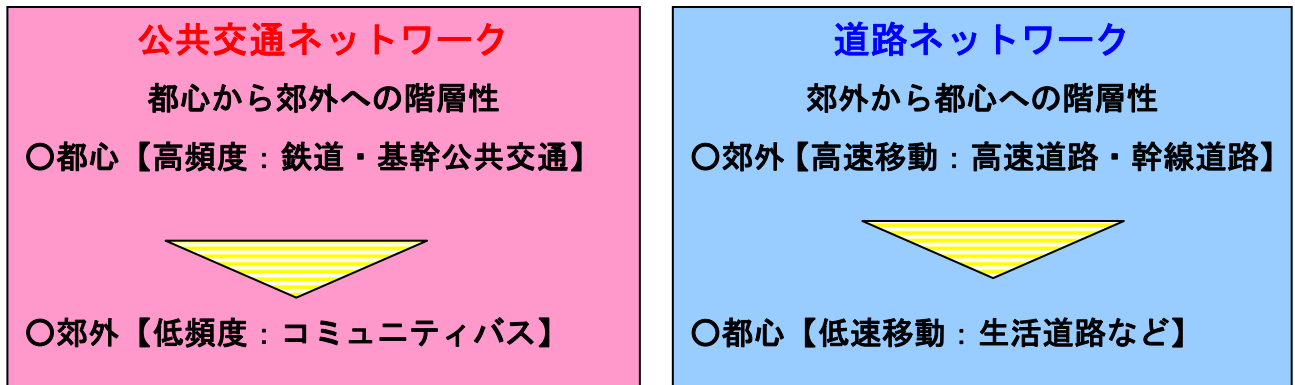 公共交通ネットワーク
都心から郊外への階層性
〇都心【高頻度：鉄道・基幹公共交通】
〇郊外【低頻度：コミュニティバス】
道路ネットワーク
郊外から都心への階層性
〇郊外【高速移動：高速道路・幹線道路】
〇都心【低速移動：生活道路など】